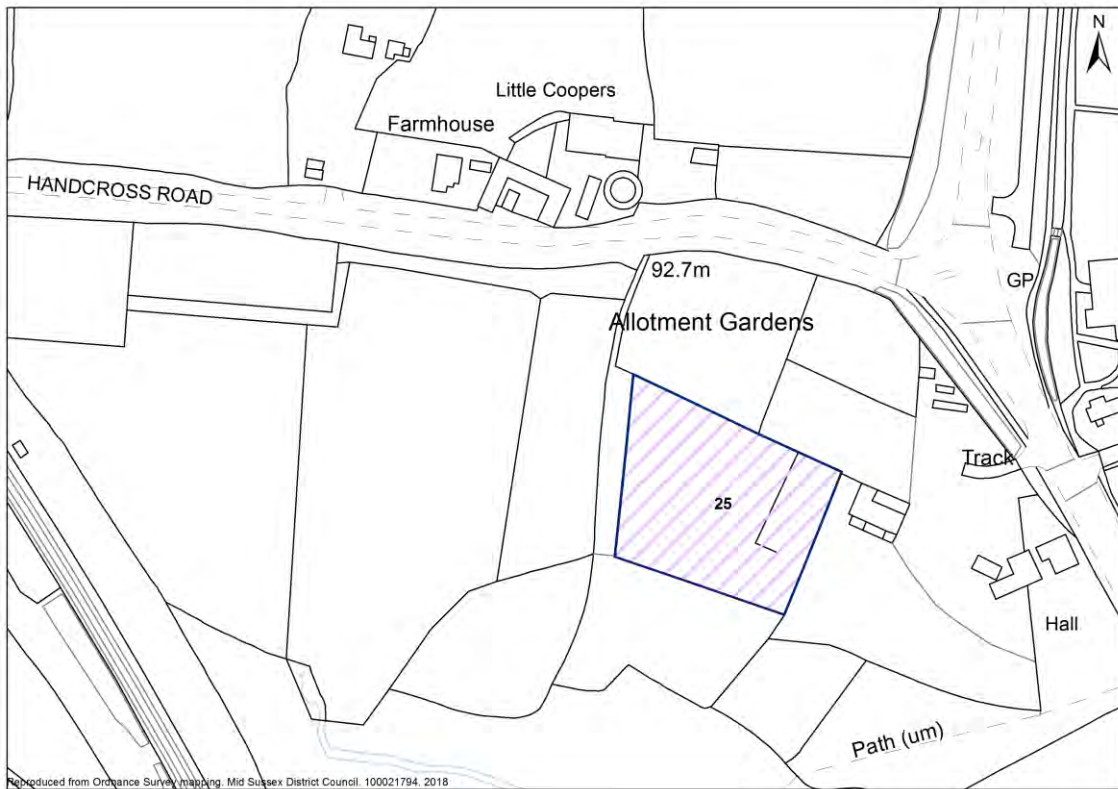 N
Little Coopers
Farmhouse
HANDCROSS ROAD
92.7m
GP
Allotment Gardens
Track
25
Hall
Path (um)
Reproduced from Ordnance Survey mapping. Mid Sussex District Council. 100021794. 2018